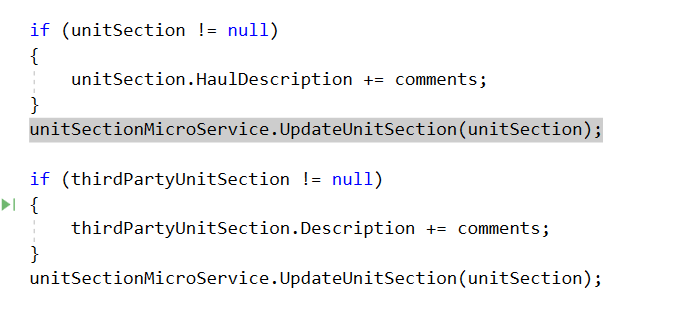 if (unitSection != null)
{
unitSection.HaulDescription += comments;
}
unitSectionMicroService.UpdateUnitSection(unitSection);
if (thirdPartyUnitSection != null)
{
thirdPartyUnitSection.Description += comments;
}
unitSectionMicroService.UpdateUnitSection(unitSection);